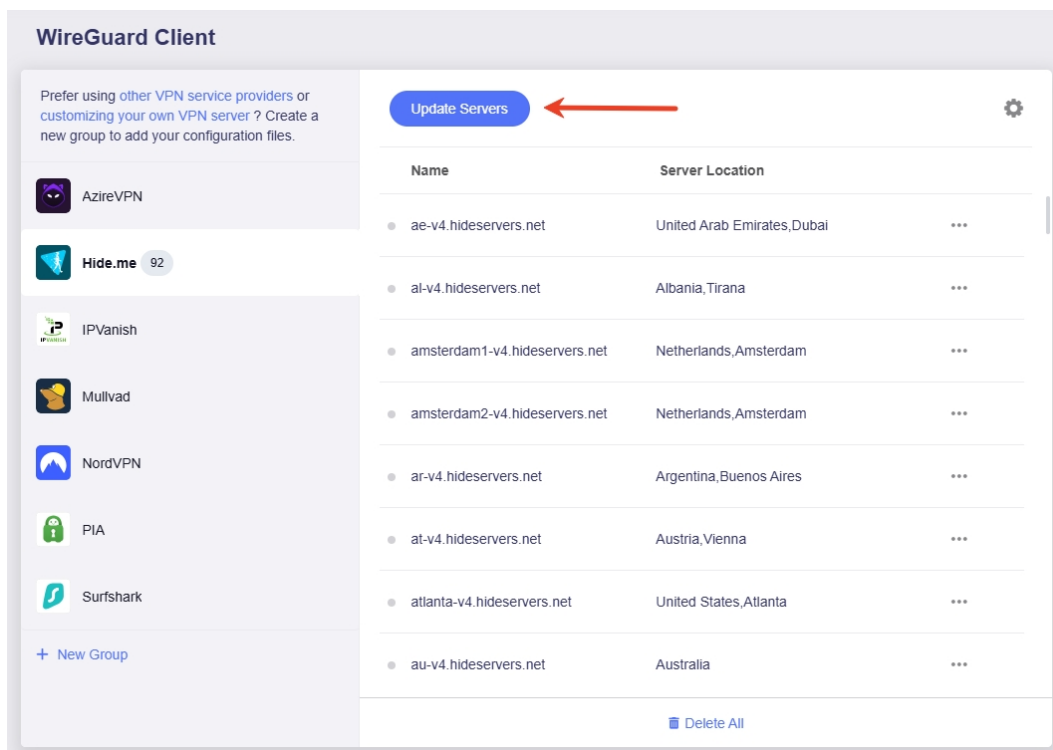 WireGuard Client
Prefer using other VPN service providers or
customizing your own VPN server ? Create a
new group to add your configuration files.
AzireVPN
Hide.me 92
IPVanish
IPVANISH
Mullvad
NordVPN
PIA
Surfshark
+ New Group
Update Servers
Name Server Location
ae-v4.hideservers.net United Arab Emirates,Dubai
al-v4.hideservers.net Albania,Tirana
amsterdam1-v4.hideservers.net Netherlands,Amsterdam
amsterdam2-v4.hideservers.net Netherlands,Amsterdam
ar-v4.hideservers.net Argentina,Buenos Aires
at-v4.hideservers.net Austria,Vienna
atlanta-v4.hideservers.net United States,Atlanta
au-v4.hideservers.net Australia
Delete All